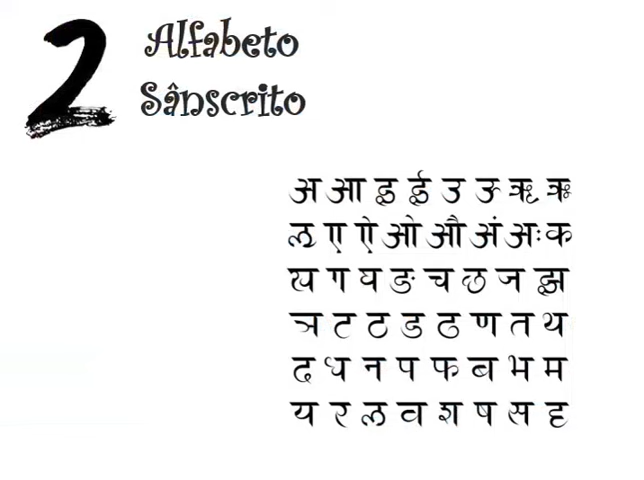 2
Alfabeto
Sânscrito
अ आ इ ई उ ऊ ऋ ॠ
ऌ ए ऐ ओ औ अं अः क
ख ग घ ङ च छ ज झ
ञ ट ठ ड ढ ण त थ
द ध न प फ ब भ म
य र ल व श ष स ह